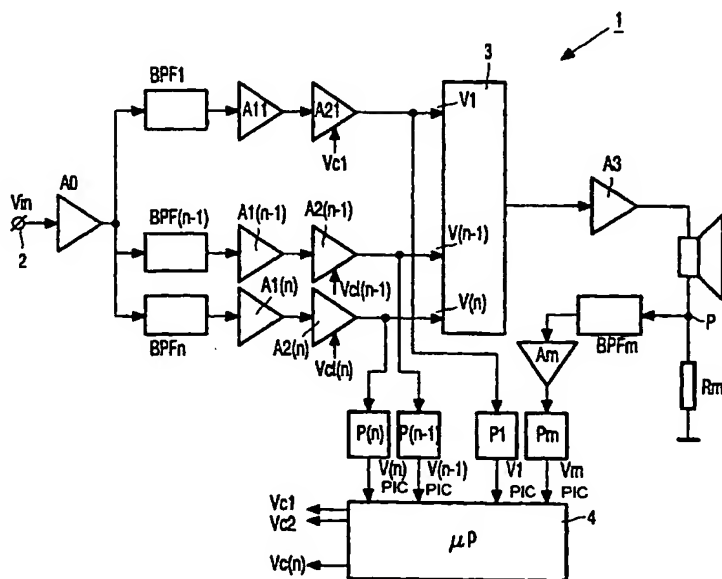 1
3
BPF1
A11
A21
V1
Vc1
A0
Vin
2
A3
BPF(n-1)
A1(n-1)
A2(n-1)
V(n-1)
Vcl(n-1)
BPFn
A1(n)
A2(n)
V(n)
Vcl(n)
P
BPFm
Am
Rm
P(n)
P(n-1)
P1
Pm
V(n) V(n-1) V1 Vm
PIC PIC PIC PIC
Vc1
Vc2
Vc(n)
μp
4